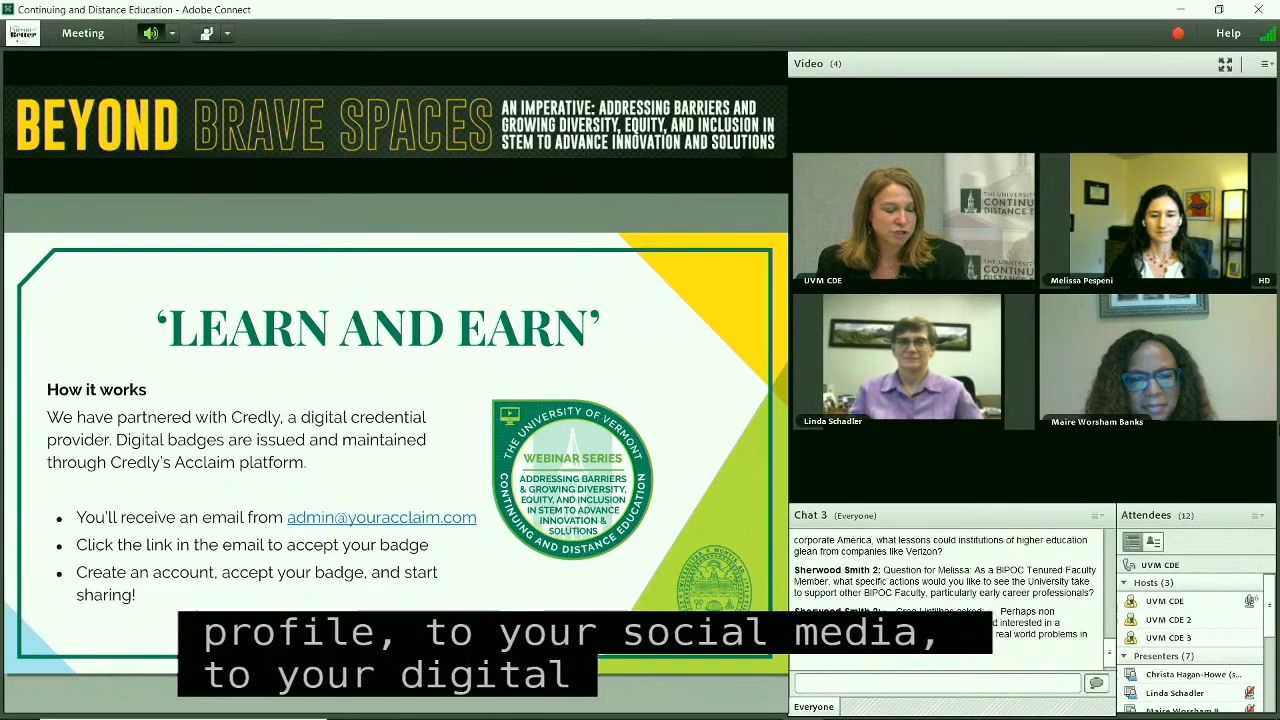 Continuing and Distance Education - Adobe Connect
Meeting
Help
BEYOND BRAVE SPACES
AN IMPERATIVE: ADDRESSING BARRIERS AND
GROWING DIVERSITY, EQUITY, AND INCLUSION IN
STEM TO ADVANCE INNOVATION AND SOLUTIONS
'LEARN AND EARN'
How it works
We have partnered with Credly, a digital credential
provider. Digital badges are issued and maintained
through Credly's Acclaim platform.
• You'll receive an email from admin@youracclaim.com
• Click the link in the email to accept your badge
• Create an account, accept your badge, and start
sharing!
THE UNIVERSITY OF VERMONT
WEBINAR SERIES
ADDRESSING BARRIERS
& GROWING DIVERSITY,
EQUITY, AND INCLUSION
IN STEM TO ADVANCE
INNOVATION &
SOLUTIONS
CONTINUING AND DISTANCE EDUCATION
profile, to your social media,
to your digital
Video (4)
THE UNIVERSITY
CONTINU
DISTANCE E
UVM CDE
Melissa Pespeni
HD
Linda Schadler
Maire Worsham Banks
Chat 3 (Everyone)
corporate America, what lessons could institutions of higher education
glean from companies like Verizon?
Sherwood Smith 2: Question for Melissa: As a BIPOC Tenured Faculty
Member, what specific actions would you like to see the University take
to support other BIPOC Faculty, particularly early career professionals?
Perhaps non
d interested in a
real world problems in
Everyone
Attendees (12)
UVM CDE
Hosts (3)
UVM CDE
UVM CDE 2
UVM CDE 3
Presenters (7)
Christa Hagan-Howe (s...
Linda Schadler